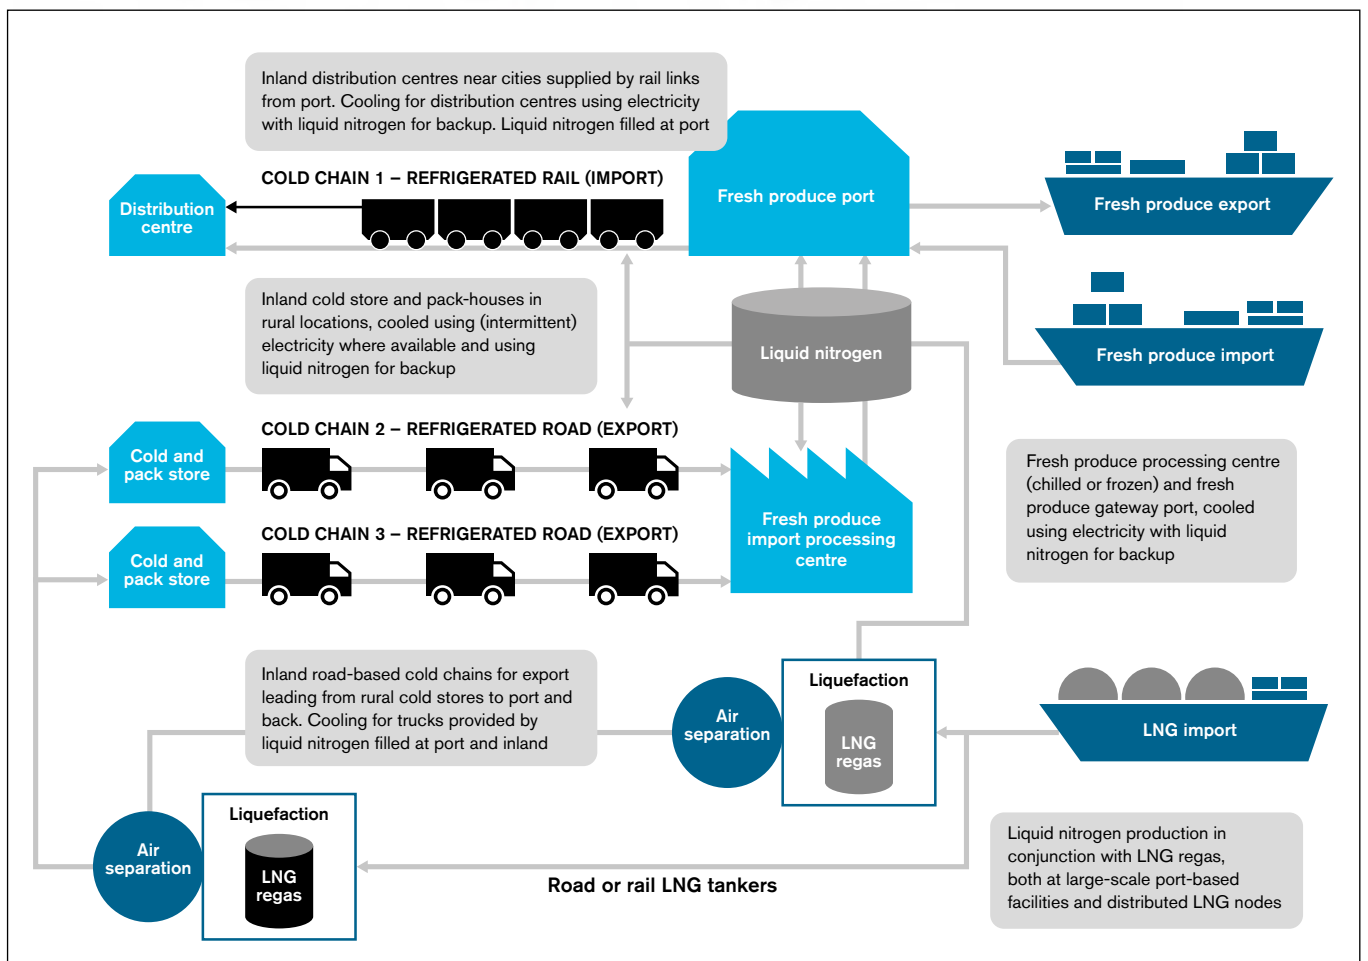 Inland distribution centres near cities supplied by rail links
from port. Cooling for distribution centres using electricity
with liquid nitrogen for backup. Liquid nitrogen filled at port
COLD CHAIN 1 – REFRIGERATED RAIL (IMPORT)
Distribution
centre
Fresh produce port
Fresh produce export
Inland cold store and pack-houses in
rural locations, cooled using (intermittent)
electricity where available and using
liquid nitrogen for backup
Liquid nitrogen
Fresh produce import
COLD CHAIN 2 – REFRIGERATED ROAD (EXPORT)
Cold and
pack store
COLD CHAIN 3 – REFRIGERATED ROAD (EXPORT)
Cold and
pack store
Fresh produce
import processing
centre
Fresh produce processing centre
(chilled or frozen) and fresh
produce gateway port, cooled
using electricity with liquid
nitrogen for backup
Inland road-based cold chains for export
leading from rural cold stores to port and
back. Cooling for trucks provided by
liquid nitrogen filled at port and inland
Air
separation
Liquefaction
LNG
regas
LNG import
Air
separation
Liquefaction
LNG
regas
Road or rail LNG tankers
Liquid nitrogen production in
conjunction with LNG regas,
both at large-scale port-based
facilities and distributed LNG nodes